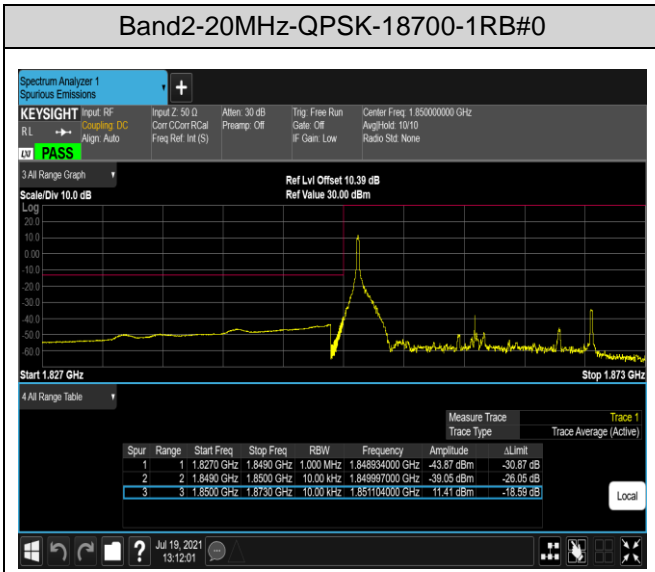 Band2-20MHz-QPSK-18700-1RB#0
Spectrum Analyzer 1
Spurious Emissions
+
KEYSIGHT Input: RF Input Z: 50 Ω Atten: 30 dB Trig: Free Run Center Freq: 1.850000000 GHz
R L Coupling: DC Corr CCorr RCal Preamp: Off Gate: Off Avg|Hold: 10/10
Align: Auto Freq Ref: Int (S) IF Gain: Low Radio Std: None
LXI PASS
3 All Range Graph
Ref Lvl Offset 10.39 dB
Scale/Div 10.0 dB Ref Value 30.00 dBm
Log
20.0
10.0
0.00
-10.0
-20.0
-30.0
-40.0
-50.0
-60.0
Start 1.827 GHz Stop 1.873 GHz
4 All Range Table
Measure Trace Trace 1
Trace Type Trace Average (Active)
Spur Range Start Freq Stop Freq RBW Frequency Amplitude ΔLimit
1 1 1.8270 GHz 1.8490 GHz 1.000 MHz 1.848934000 GHz -43.87 dBm -30.87 dB
2 2 1.8490 GHz 1.8500 GHz 10.00 kHz 1.849997000 GHz -39.05 dBm -26.05 dB
3 3 1.8500 GHz 1.8730 GHz 10.00 kHz 1.851104000 GHz 11.41 dBm -18.59 dB
Local
? Jul 19, 2021
13:12:01